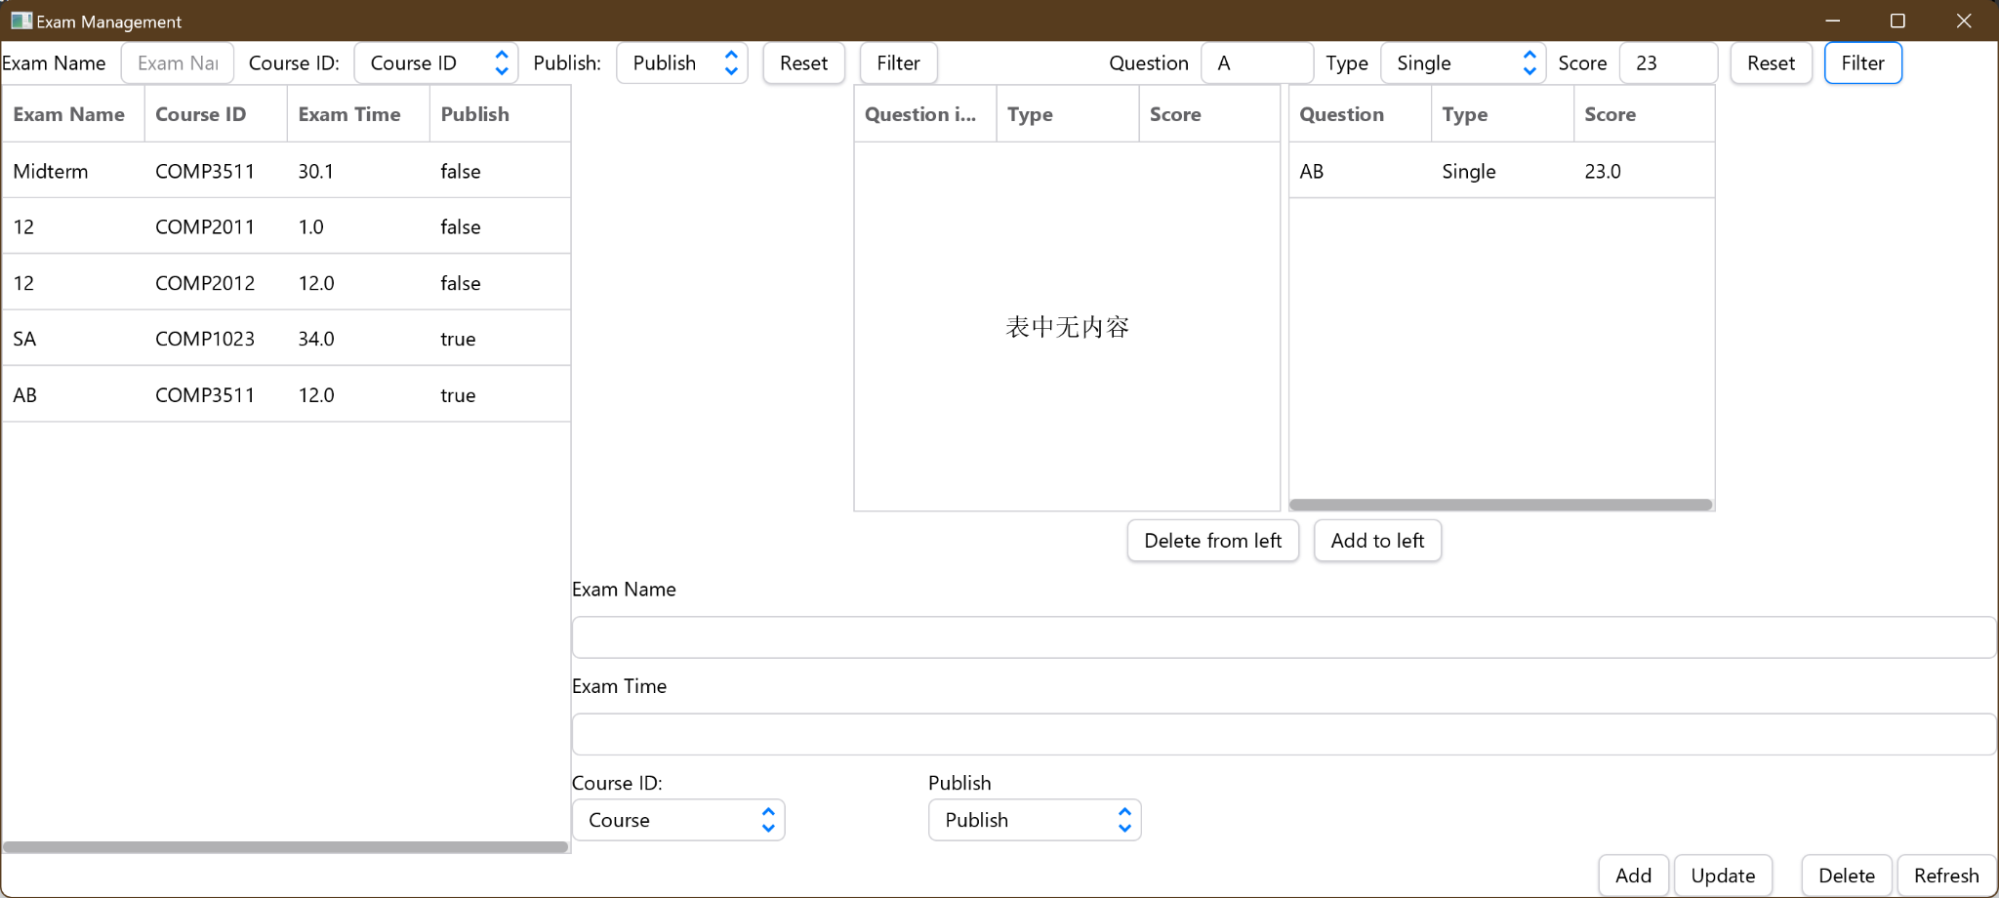 Exam Management
Exam Name Exam Nai Course ID: Course ID Publish: Publish Reset Filter Question A Type Single Score 23 Reset Filter
Exam Name Course ID Exam Time Publish
Midterm COMP3511 30.1 false
12 COMP2011 1.0 false
12 COMP2012 12.0 false
SA COMP1023 34.0 true
AB COMP3511 12.0 true
Question i... Type Score
表中无内容
Question Type Score
AB Single 23.0
Delete from left Add to left
Exam Name
Exam Time
Course ID: Publish
Course Publish
Add Update Delete Refresh